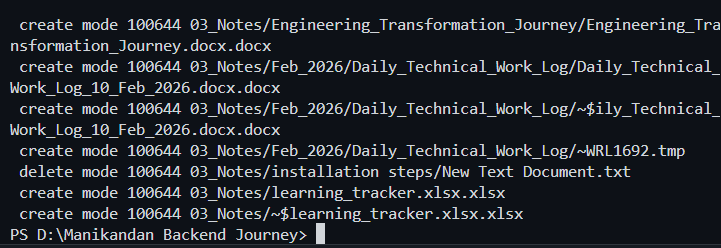 create mode 100644 03_Notes/Engineering_Transformation_Journey/Engineering_Tra
nsformation_Journey.docx.docx
create mode 100644 03_Notes/Feb_2026/Daily_Technical_Work_Log/Daily_Technical_
Work_Log_10_Feb_2026.docx.docx
create mode 100644 03_Notes/Feb_2026/Daily_Technical_Work_Log/~$ily_Technical_
Work_Log_10_Feb_2026.docx.docx
create mode 100644 03_Notes/Feb_2026/Daily_Technical_Work_Log/~WRL1692.tmp
delete mode 100644 03_Notes/installation steps/New Text Document.txt
create mode 100644 03_Notes/learning_tracker.xlsx.xlsx
create mode 100644 03_Notes/~$learning_tracker.xlsx.xlsx
PS D:\Manikandan Backend Journey>